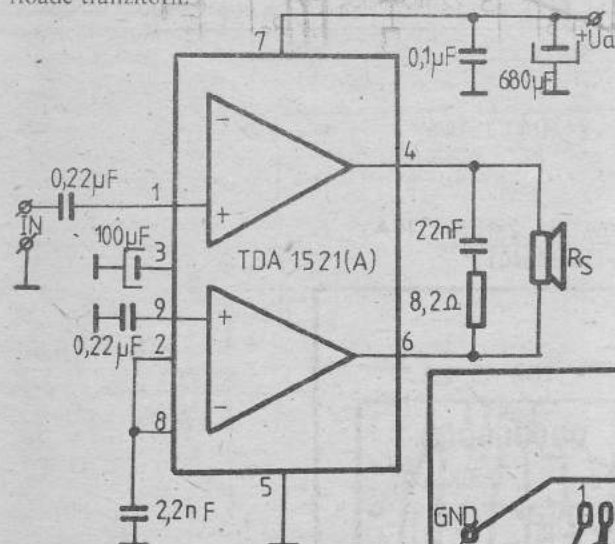 tranzitorii.
7
+Ua
0,1µF
680µF
4
0,22µF
1
IN
100µF
3
TDA 1521(A)
22nF
8,2Ω
RS
9
0,22µF
2
6
8
5
2,2nF
GND
1
-
+
+
-